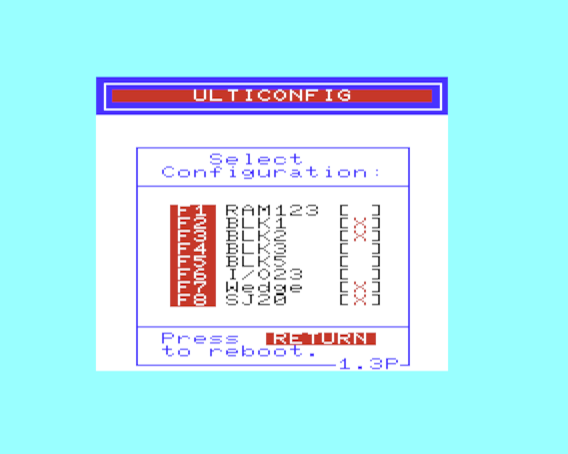 ULTICONFIG
Select
Configuration:
F1 RAM123 [ ]
F2 BLK1 [X]
F3 BLK2 [X]
F4 BLK3 [ ]
F5 BLK5 [ ]
F6 I/O23 [ ]
F7 Wedge [X]
F8 SJ20 [X]
Press RETURN
to reboot.
1.3P